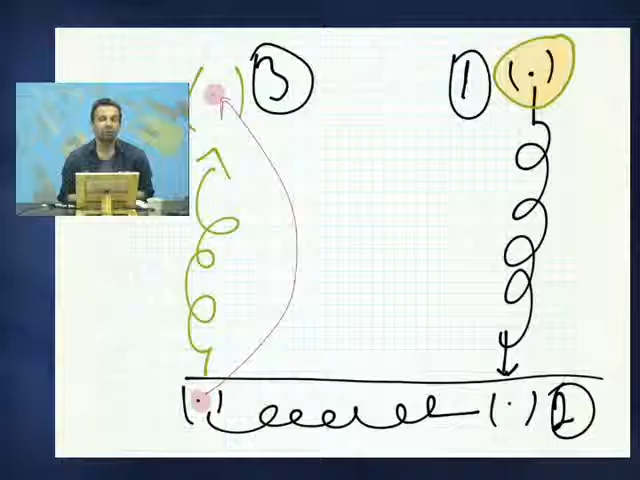 ( . ) 3 1 ( . )
( . ) ( . ) 2